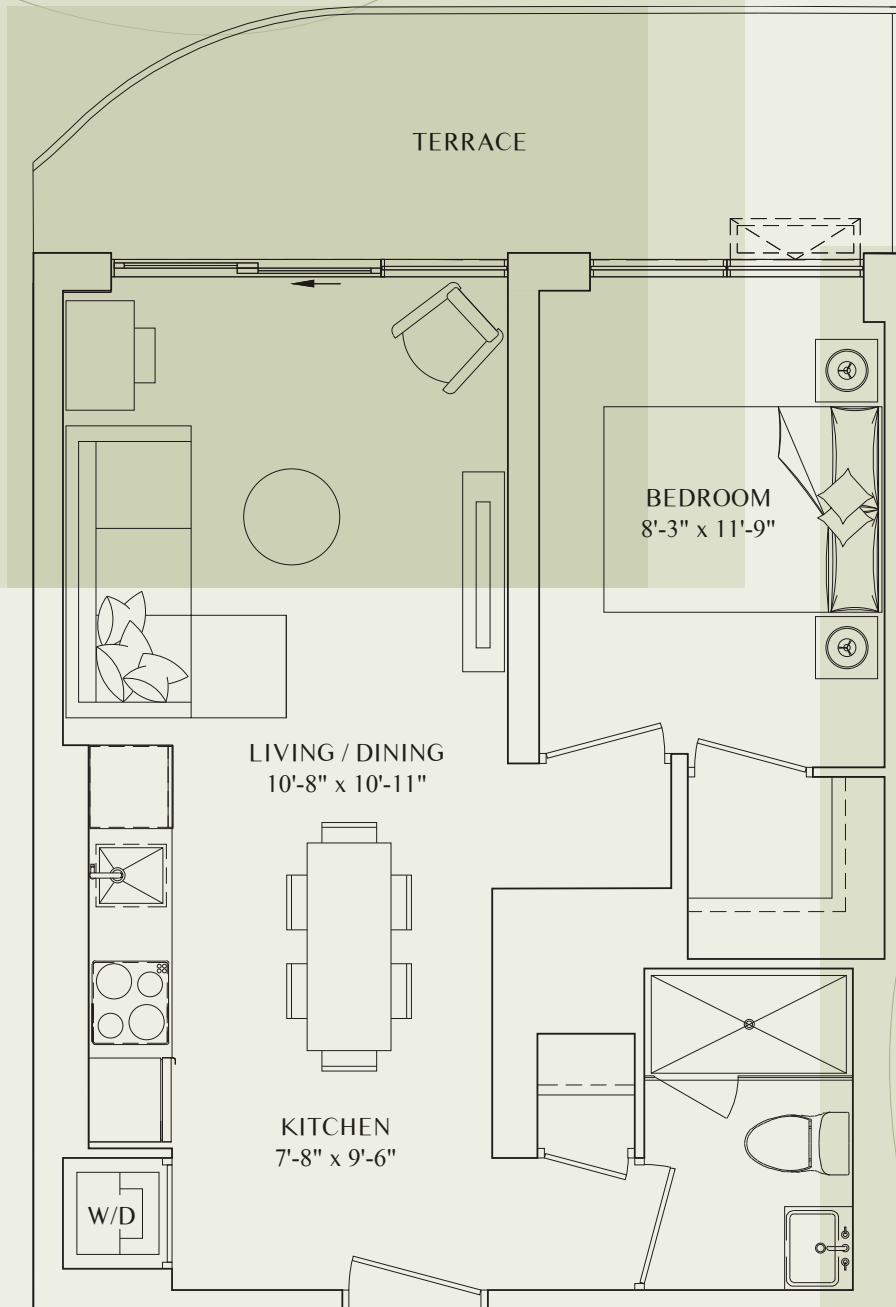 TERRACE
BEDROOM
8'-3" x 11'-9"
LIVING / DINING
10'-8" x 10'-11"
KITCHEN
7'-8" x 9'-6"
W/D